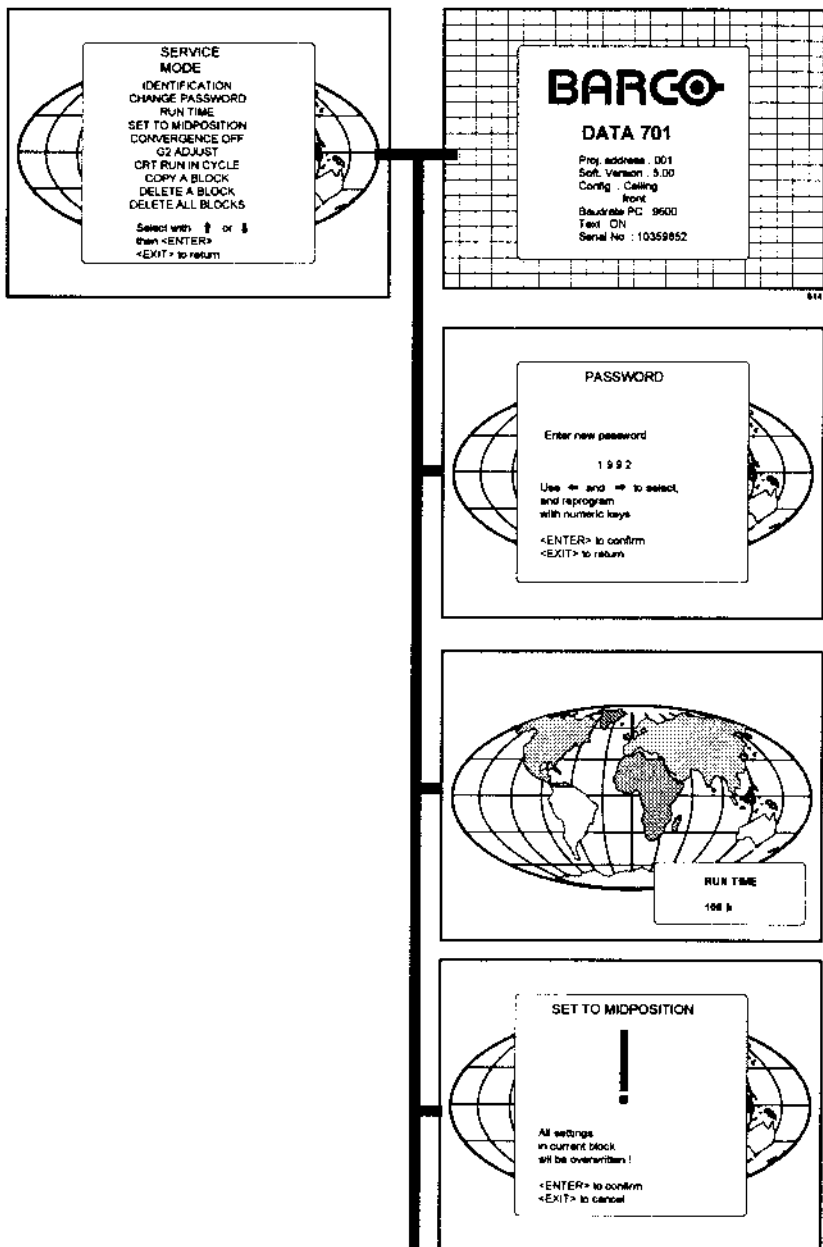 SERVICE
MODE
IDENTIFICATION
CHANGE PASSWORD
RUN TIME
SET TO MIDPOSITION
CONVERGENCE OFF
G2 ADJUST
CRT RUN IN CYCLE
COPY A BLOCK
DELETE A BLOCK
DELETE ALL BLOCKS
Select with ↑ or ↓
then <ENTER>
<EXIT> to return
BARCO
DATA 701
Proj. address : 001
Soft. Version : 5.00
Config : Ceiling
front
Baudrate PC : 9600
Text : ON
Serial No : 10359852
PASSWORD
Enter new password
1 9 9 2
Use ← and → to select,
and reprogram
with numeric keys
<ENTER> to confirm
<EXIT> to return
RUN TIME
h
SET TO MIDPOSITION
!
All settings
in current block
will be overwritten !
<ENTER> to confirm
<EXIT> to cancel